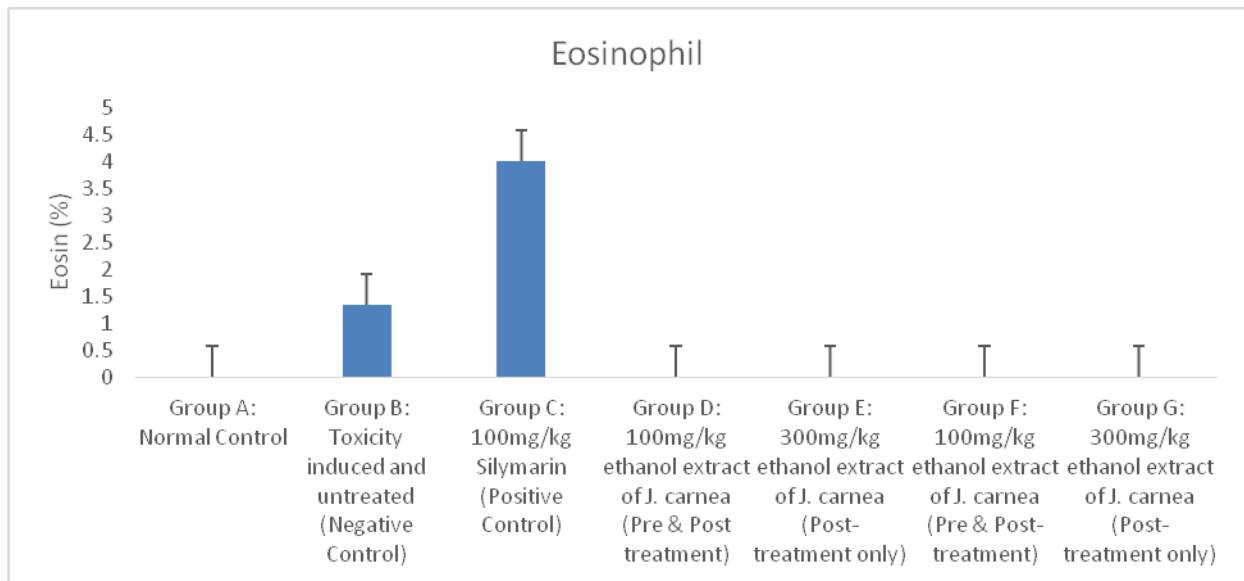 Eosinophil
Eosin (%)
5
4.5
4
3.5
3
2.5
2
1.5
1
0.5
0
Group A:
Normal Control
Group B:
Toxicity
induced and
untreated
(Negative
Control)
Group C:
100mg/kg
Silymarin
(Positive
Control)
Group D:
100mg/kg
ethanol extract
of J. carnea
(Pre & Post
treatment)
Group E:
300mg/kg
ethanol extract
of J. carnea
(Post-
treatment only)
Group F:
100mg/kg
ethanol extract
of J. carnea
(Pre & Post-
treatment)
Group G:
300mg/kg
ethanol extract
of J. carnea
(Post-
treatment only)